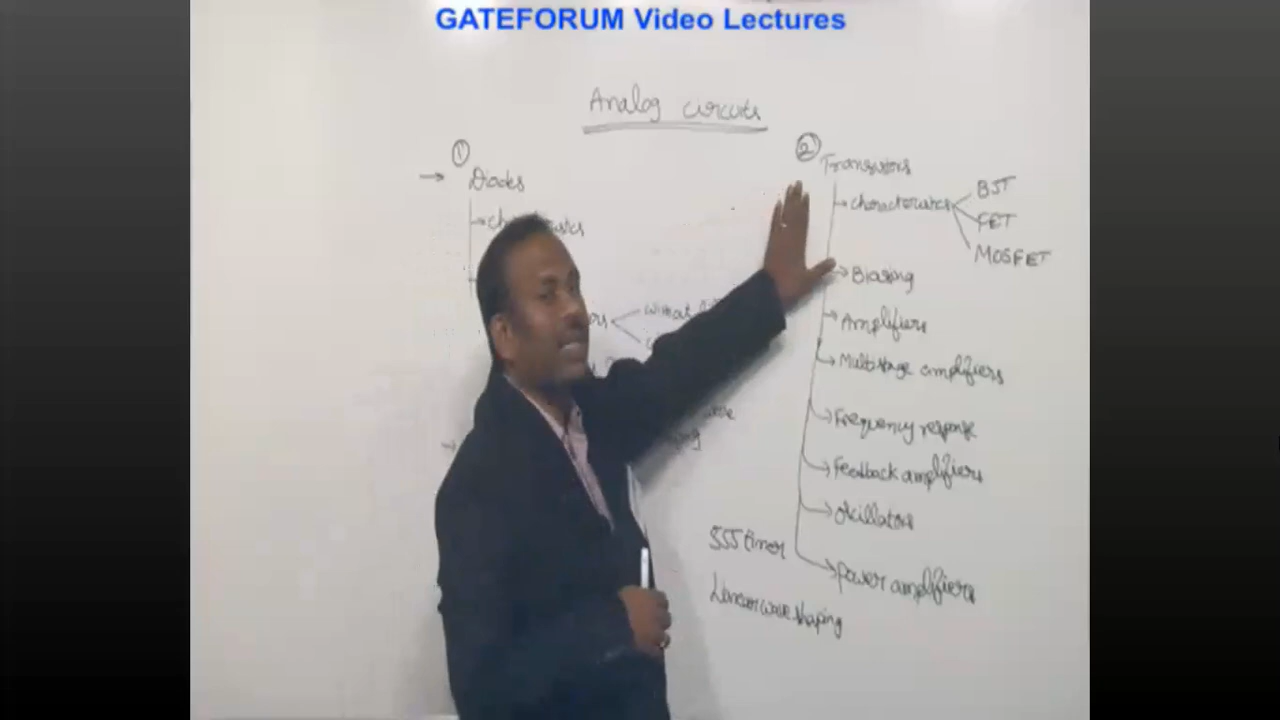 GATEFORUM Video Lectures
Analog circuits
1
Diodes
2
Transistors
characteristics
BJT
FET
MOSFET
Biasing
Amplifiers
Multistage amplifiers
Frequency response
Feedback amplifiers
oscillators
power amplifiers
555 timer
Linear wave shaping